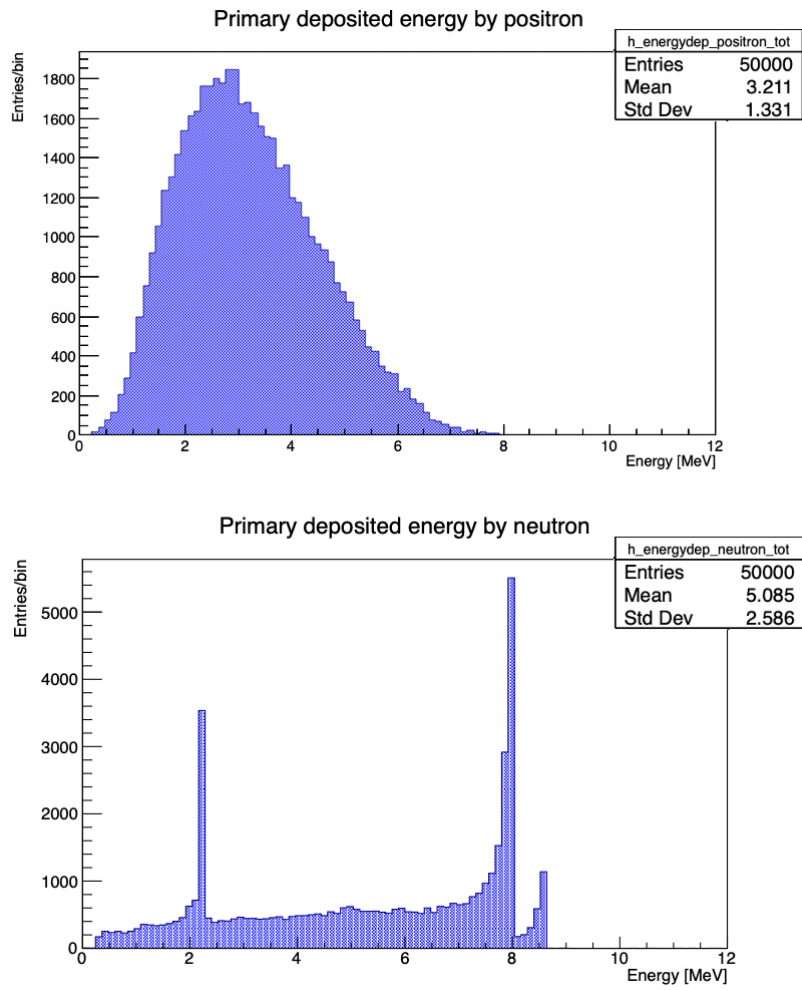 Primary deposited energy by positron
h_energydep_positron_tot
Entries 50000
Mean 3.211
Std Dev 1.331
Entries/bin
1800
1600
1400
1200
1000
800
600
400
200
0
0 2 4 6 8 10 12
Energy [MeV]
Primary deposited energy by neutron
h_energydep_neutron_tot
Entries 50000
Mean 5.085
Std Dev 2.586
Entries/bin
5000
4000
3000
2000
1000
0
0 2 4 6 8 10 12
Energy [MeV]